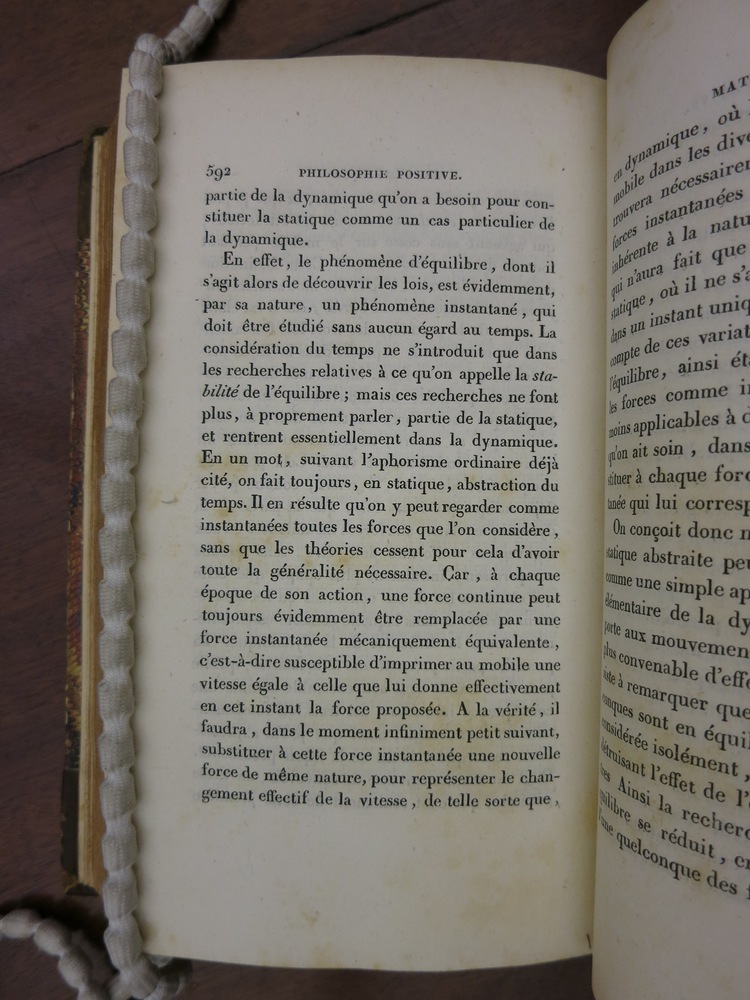 592
PHILOSOPHIE POSITIVE.
partie de la dynamique qu'on a besoin pour con-
stituer la statique comme un cas particulier de
la dynamique.
En effet, le phénomène d'équilibre, dont il
s'agit alors de découvrir les lois, est évidemment,
par sa nature, un phénomène instantané, qui
doit être étudié sans aucun égard au temps. La
considération du temps ne s'introduit que dans
les recherches relatives à ce qu'on appelle la sta-
bilité de l'équilibre ; mais ces recherches ne font
plus, à proprement parler, partie de la statique,
et rentrent essentiellement dans la dynamique.
En un mot, suivant l'aphorisme ordinaire déjà
cité, on fait toujours, en statique, abstraction du
temps. Il en résulte qu'on y peut regarder comme
instantanées toutes les forces que l'on considère,
sans que les théories cessent pour cela d'avoir
toute la généralité nécessaire. Car, à chaque
époque de son action, une force continue peut
toujours évidemment être remplacée par une
force instantanée mécaniquement équivalente,
c'est-à-dire susceptible d'imprimer au mobile une
vitesse égale à celle que lui donne effectivement
en cet instant la force proposée. A la vérité, il
faudra, dans le moment infiniment petit suivant,
substituer à cette force instantanée une nouvelle
force de même nature, pour représenter le chan-
gement effectif de la vitesse, de telle sorte que,
MAT
en dynamique, où
mobile dans les dive
trouvera nécessairem
forces instantanées
inhérente à la natu
qui n'aura fait que
statique, où il ne s'a
dans un instant uniq
compte de ces variat
l'équilibre, ainsi éta
les forces comme i
moins applicables à d
qu'on ait soin, dans
stituer à chaque forc
tanée qui lui corresp
On conçoit donc n
statique abstraite peu
comme une simple ap
élémentaire de la dy
porte aux mouvemen
plus convenable d'effe
siste à remarquer que
conques sont en équil
considérée isolément,
détruisant l'effet de l'
Ainsi la recherc
quilibre se réduit, e
l'une quelconque des f